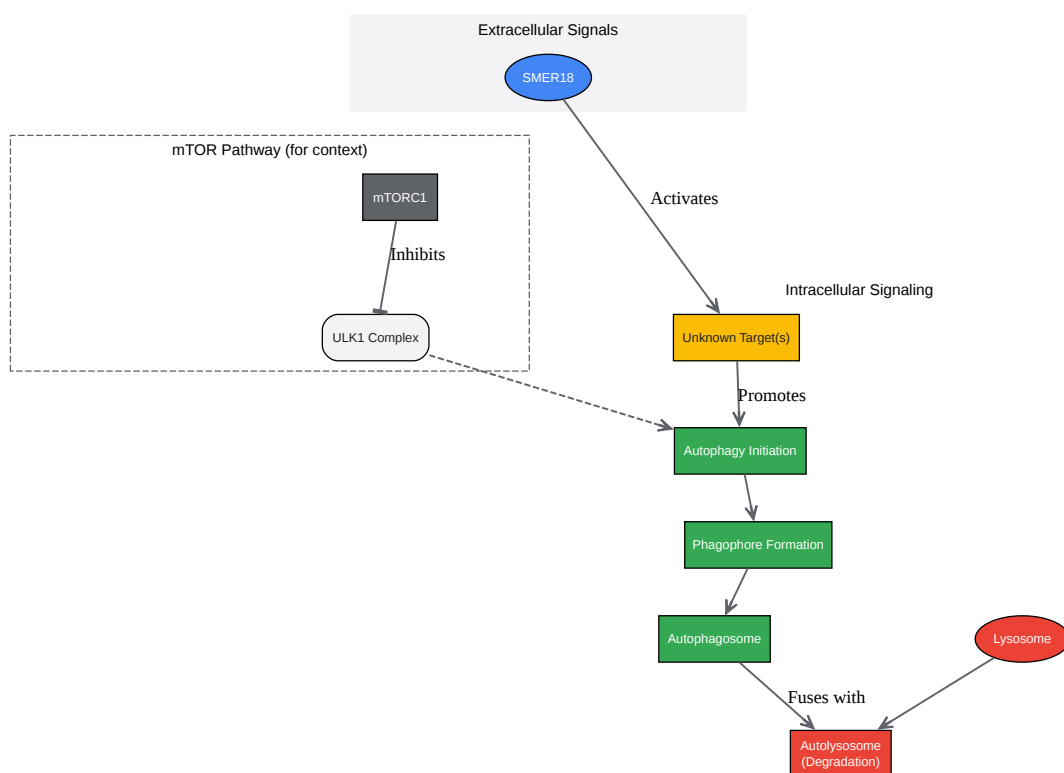 Extracellular Signals
SMER18
mTOR Pathway (for context)
mTORC1
Activates
Inhibits
Intracellular Signaling
ULK1 Complex
Unknown Target(s)
Promotes
Autophagy Initiation
Phagophore Formation
Autophagosome
Lysosome
Fuses with
Autolysosome
(Degradation)